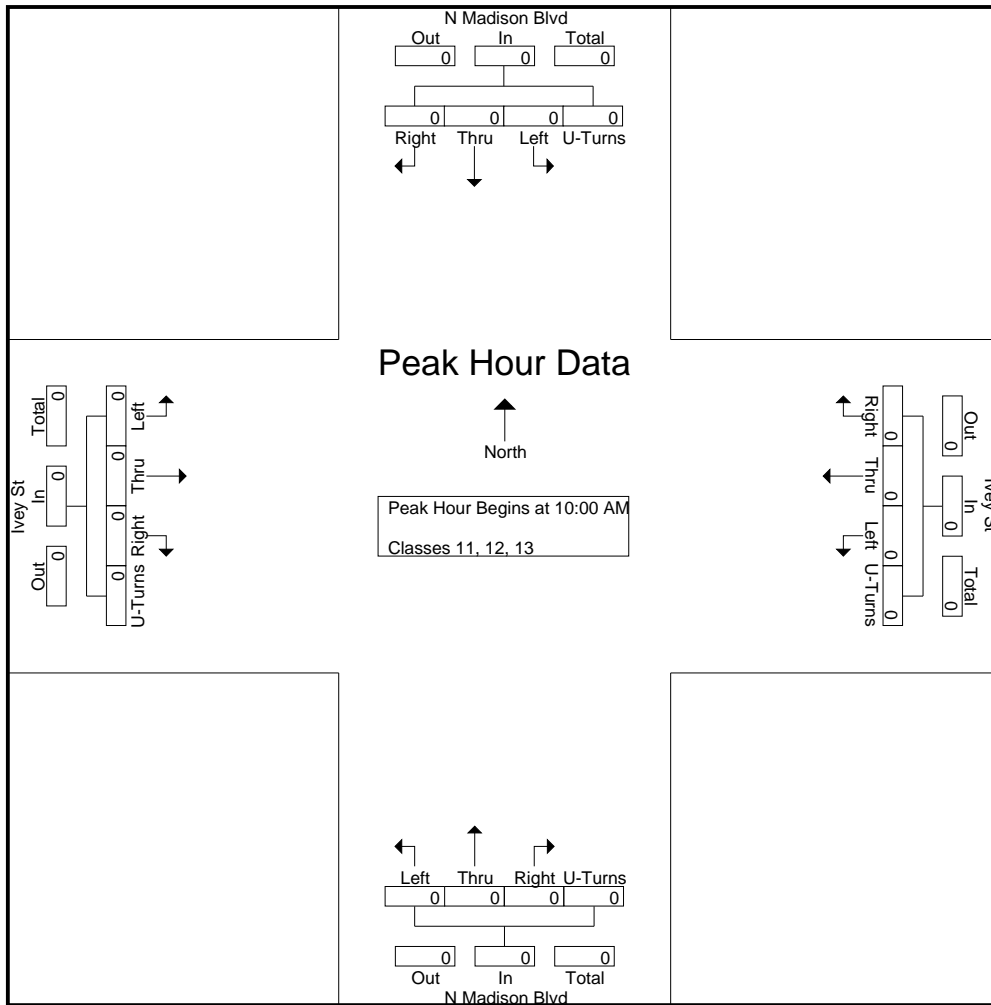 N Madison Blvd
Out In Total
0 0 0
0 0 0 0
Right Thru Left U-Turns
Peak Hour Data
North
Peak Hour Begins at 10:00 AM
Classes 11, 12, 13
Ivey St
Total In Out
0 0 0
0 0 0 0
Left Thru Right U-Turns
Right Thru Left U-Turns
0 0 0 0
0 0 0
Out In Total
Ivey St
Left Thru Right U-Turns
0 0 0 0
0 0 0
Out In Total
N Madison Blvd